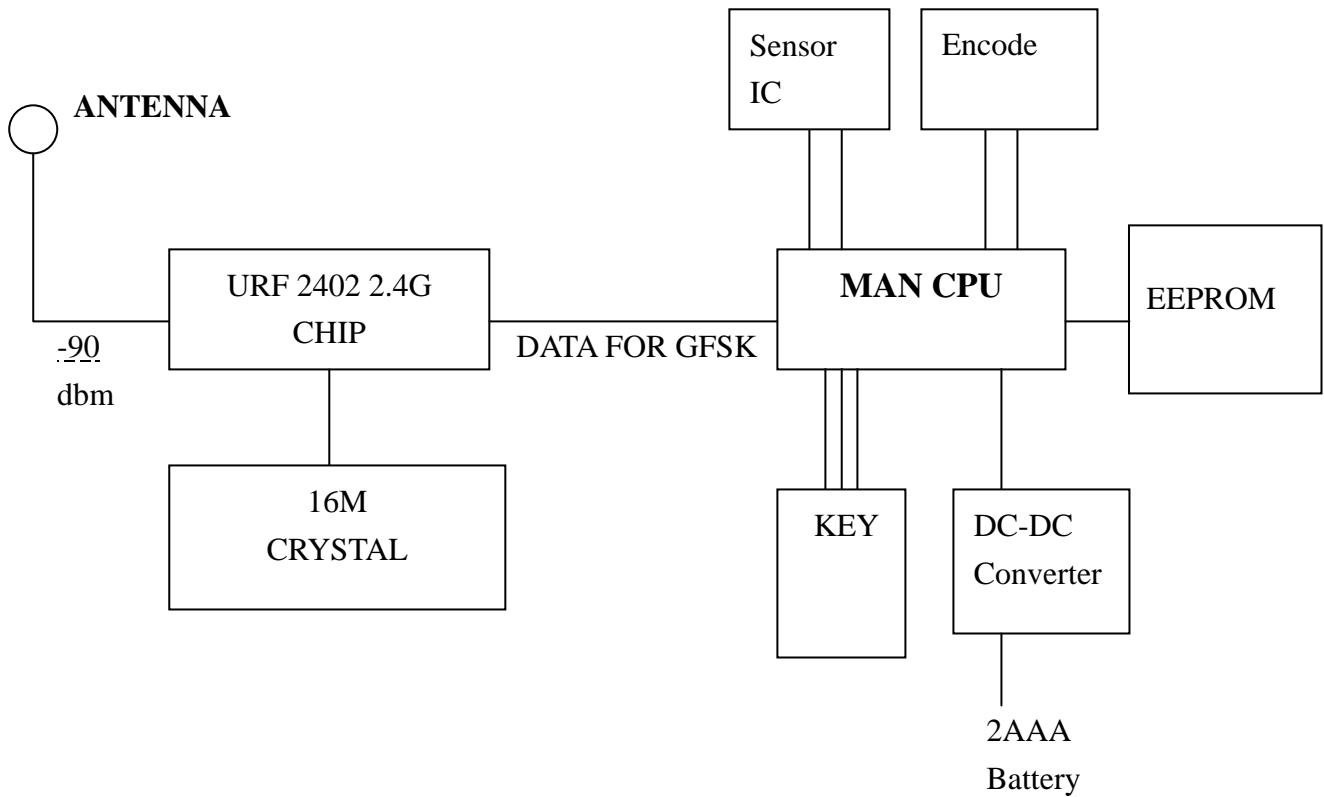 Sensor
IC
Encode
ANTENNA
URF 2402 2.4G
CHIP
MAN CPU
EEPROM
-90
dbm
DATA FOR GFSK
16M
CRYSTAL
KEY
DC-DC
Converter
2AAA
Battery